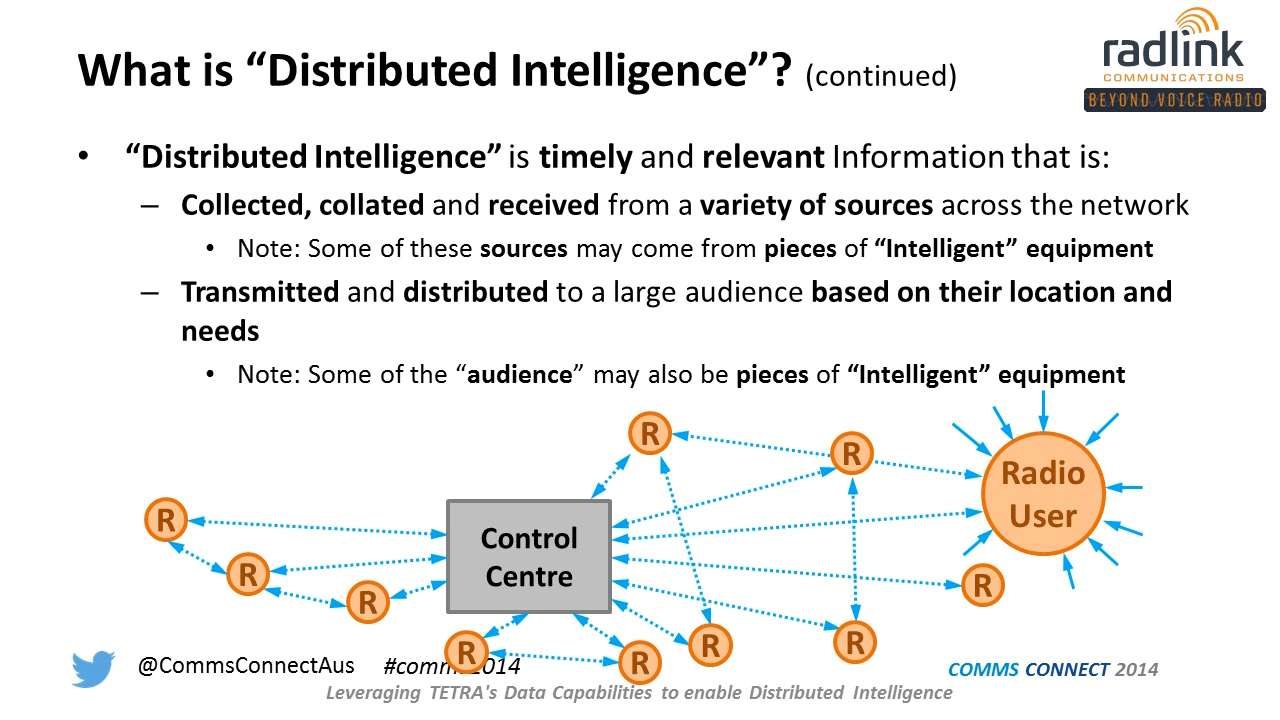 What is “Distributed Intelligence”? (continued)
radlink
COMMUNICATIONS
BEYOND VOICE RADIO
• “Distributed Intelligence” is timely and relevant Information that is:
– Collected, collated and received from a variety of sources across the network
• Note: Some of these sources may come from pieces of “Intelligent” equipment
– Transmitted and distributed to a large audience based on their location and
needs
• Note: Some of the “audience” may also be pieces of “Intelligent” equipment
R
R
Radio
User
R
Control
Centre
R
R
R
R
R
R
R
@CommsConnectAus
2014
COMMS CONNECT 2014
Leveraging TETRA's Data Capabilities to enable Distributed Intelligence